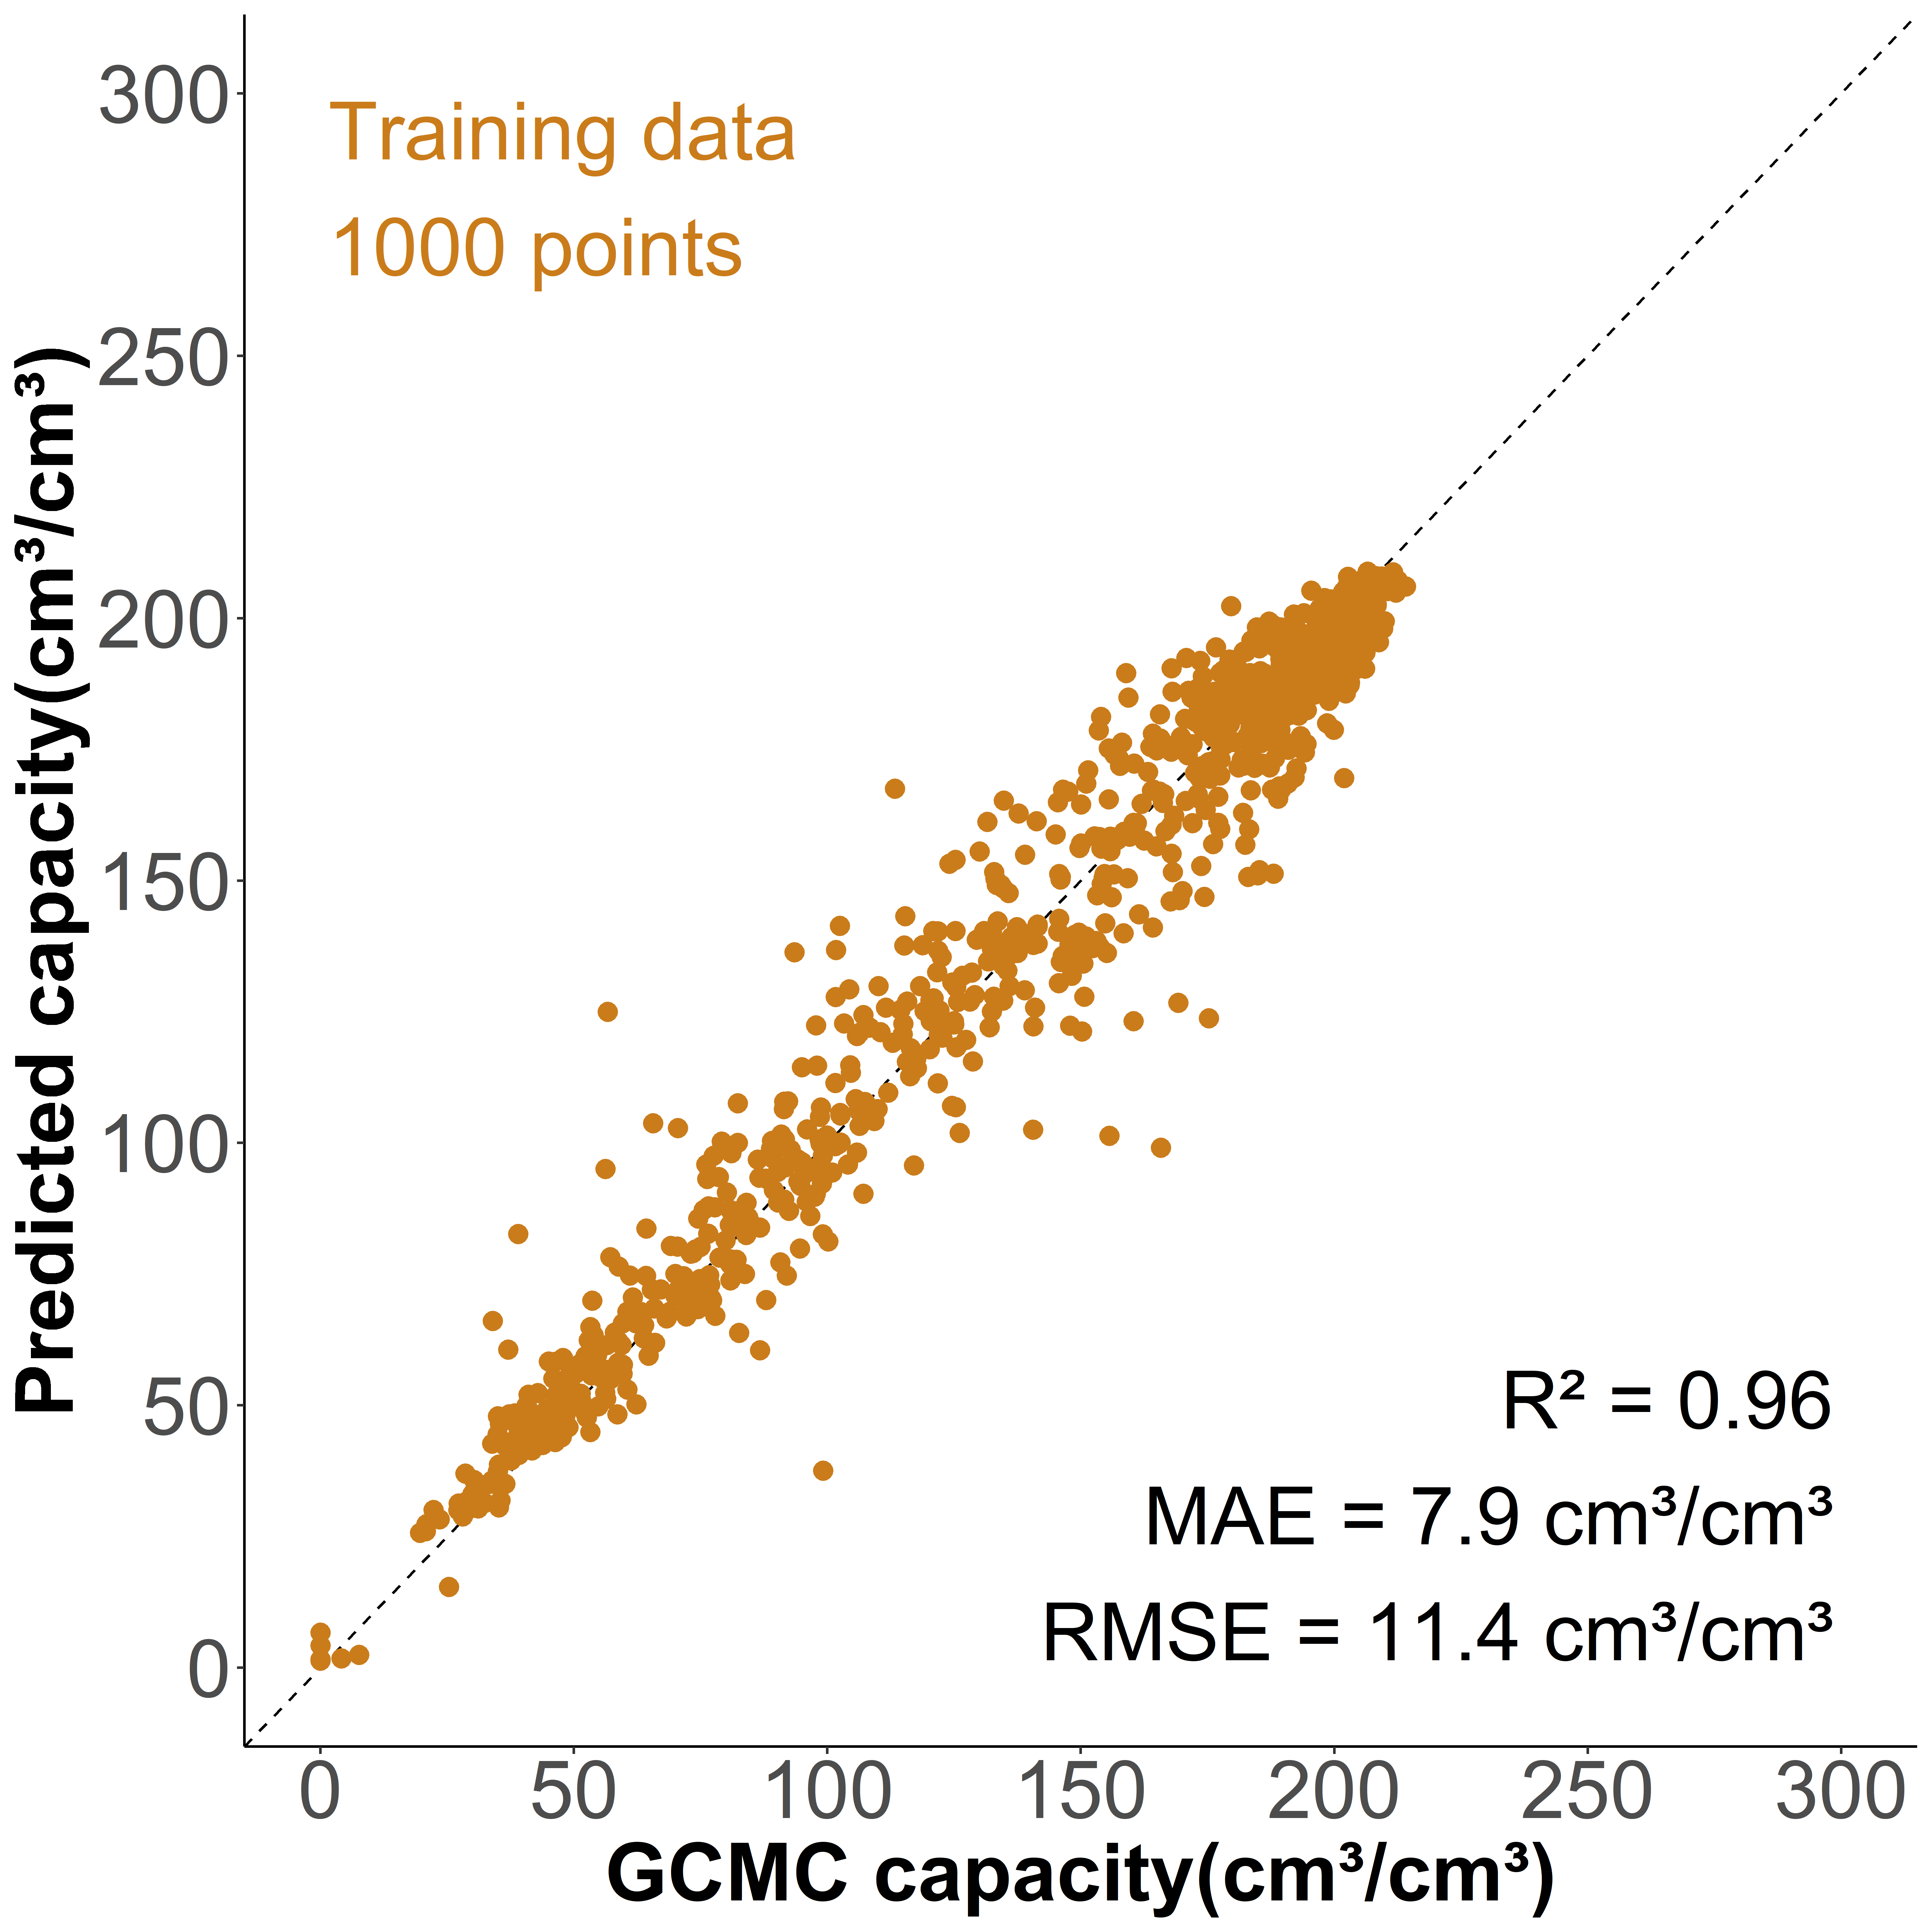 Training data
1000 points
300
250
200
150
100
50
0
Predicted capacity(cm³/cm³)
R² = 0.96
MAE = 7.9 cm³/cm³
RMSE = 11.4 cm³/cm³
0 50 100 150 200 250 300
GCMC capacity(cm³/cm³)